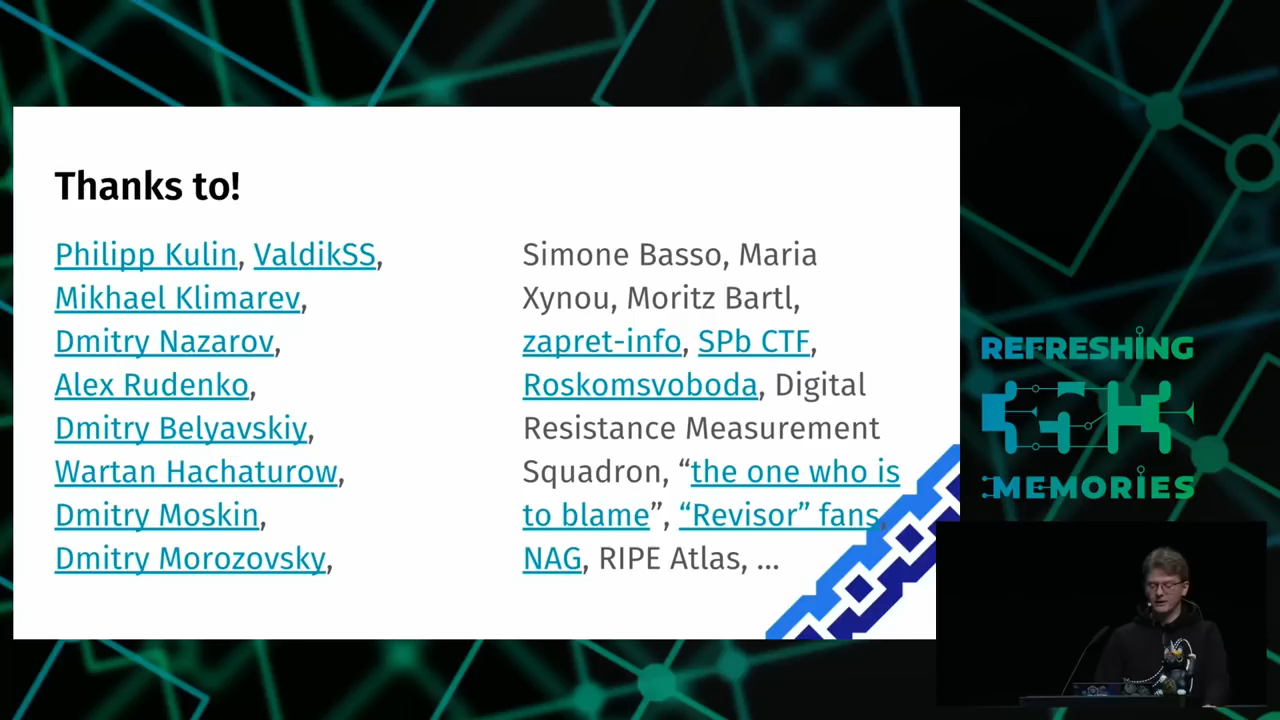 Thanks to!
Philipp Kulin, ValdikSS,
Mikhael Klimarev,
Dmitry Nazarov,
Alex Rudenko,
Dmitry Belyavskiy,
Wartan Hachaturow,
Dmitry Moskin,
Dmitry Morozovsky,
Simone Basso, Maria
Xynou, Moritz Bartl,
zapret-info, SPb CTF,
Roskomsvoboda, Digital
Resistance Measurement
Squadron, “the one who is
to blame”, “Revisor” fans,
NAG, RIPE Atlas, ...
REFRESHING
MEMORIES